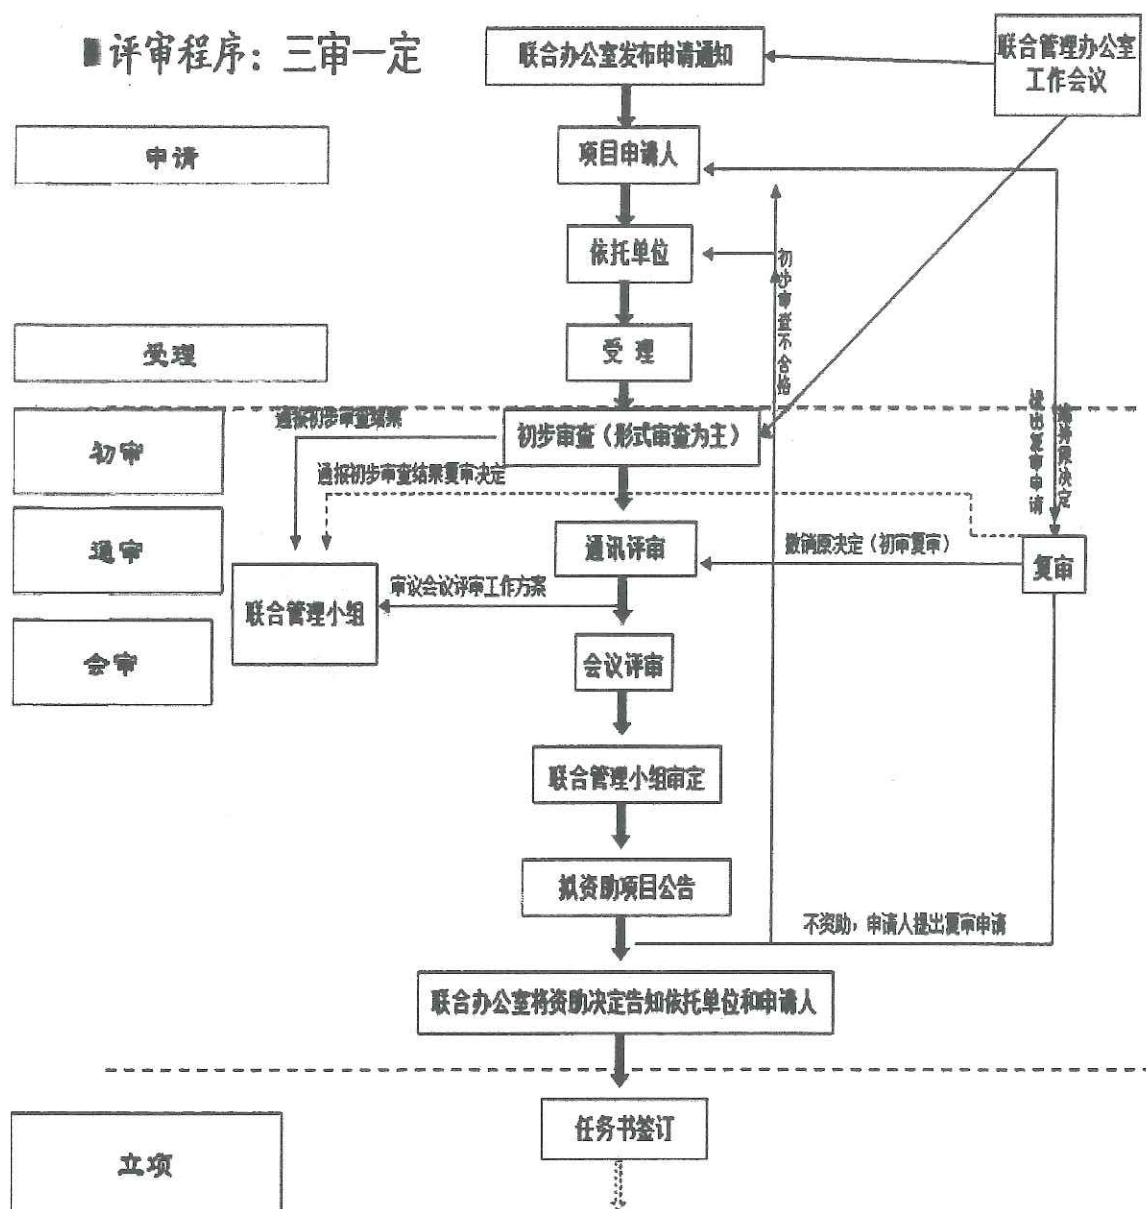 评审程序：三审一定
联合办公室发布申请通知
联合管理办公室
工作会议
申请
项目申请人
依托单位
初步审查不合格
受理
受 理
提出复审申请
维持原决定
通报初步审查结果
初审
初步审查（形式审查为主）
通报初步审查结果复审决定
通审
通讯评审
撤销原决定（初审复审）
复审
审议会议评审工作方案
联合管理小组
会审
会议评审
联合管理小组审定
拟资助项目公告
不资助，申请人提出复审申请
联合办公室将资助决定告知依托单位和申请人
任务书签订
立项